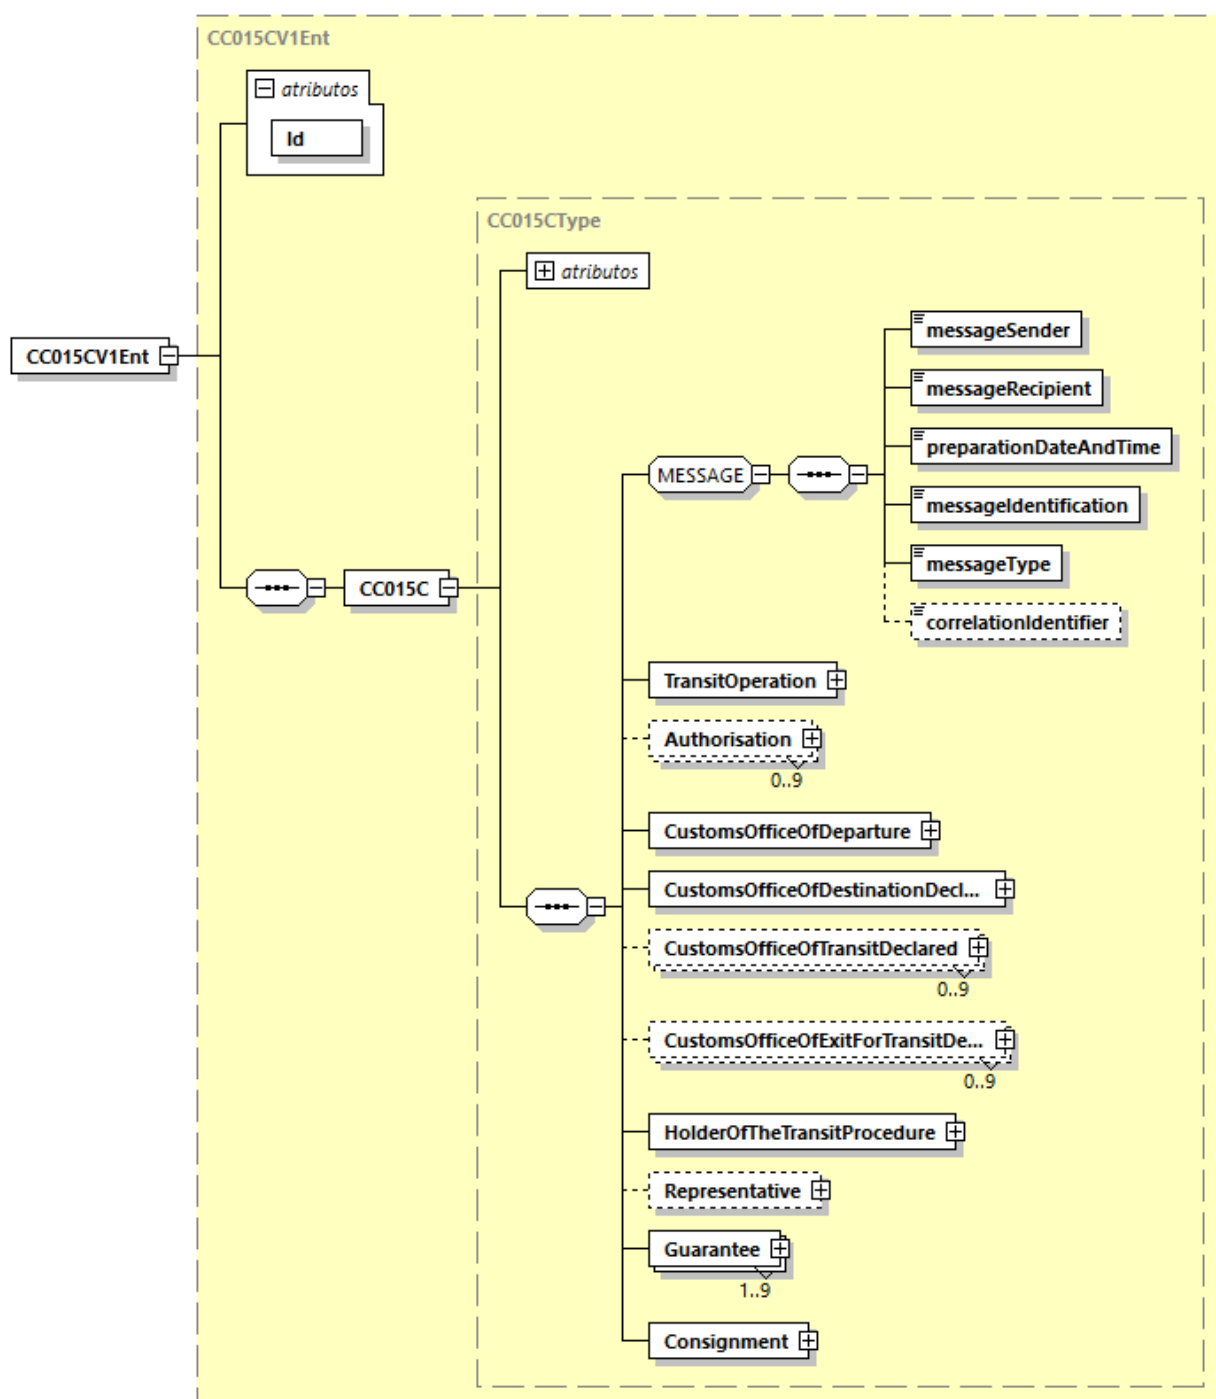 CC015CV1Ent
atributos
Id
CC015CType
atributos
CC015CV1Ent
messageSender
messageRecipient
preparationDateAndTime
MESSAGE
messageIdentification
messageType
CC015C
correlationIdentifier
TransitOperation
Authorisation
0..9
CustomsOfficeOfDeparture
CustomsOfficeOfDestinationDecl...
CustomsOfficeOfTransitDeclared
0..9
CustomsOfficeOfExitForTransitDe...
0..9
HolderOfTheTransitProcedure
Representative
Guarantee
1..9
Consignment